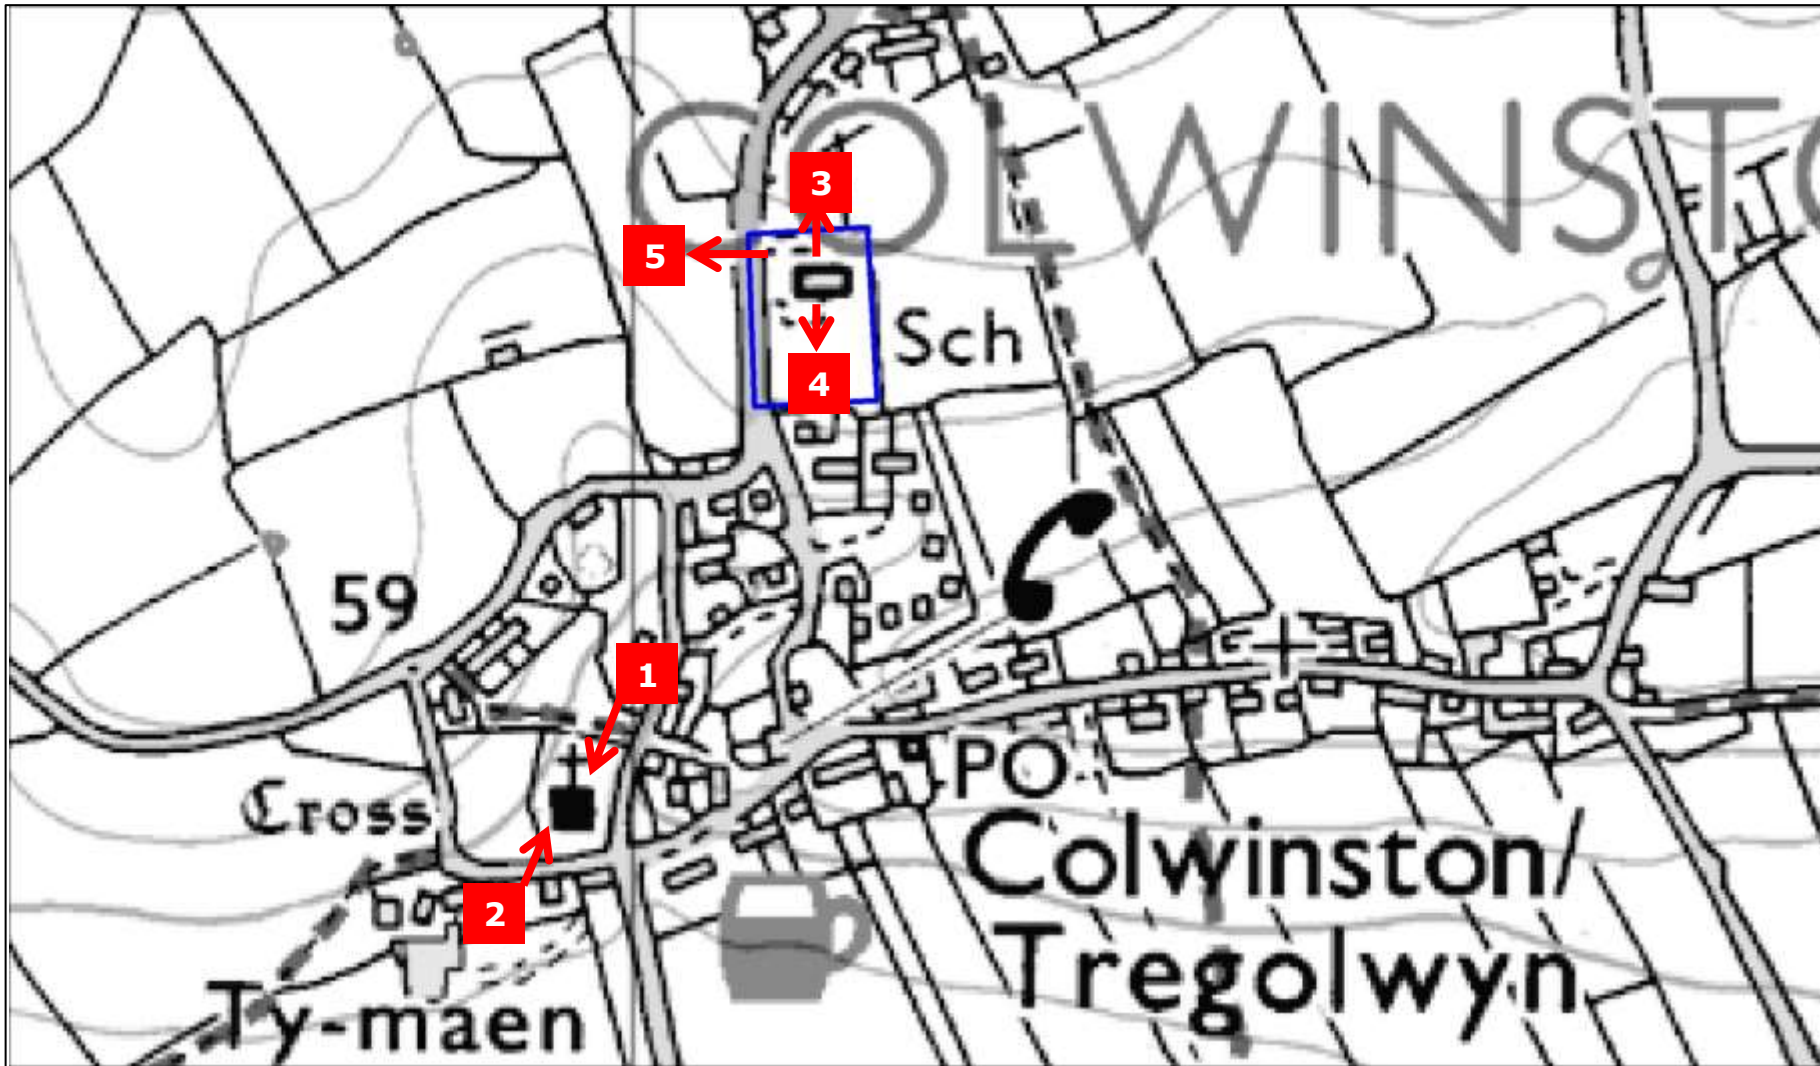 COLWINSTO
3
5
Sch
4
59
1
PO
Cross
Colwinston/
2
Tregolwyn
Ty-maen